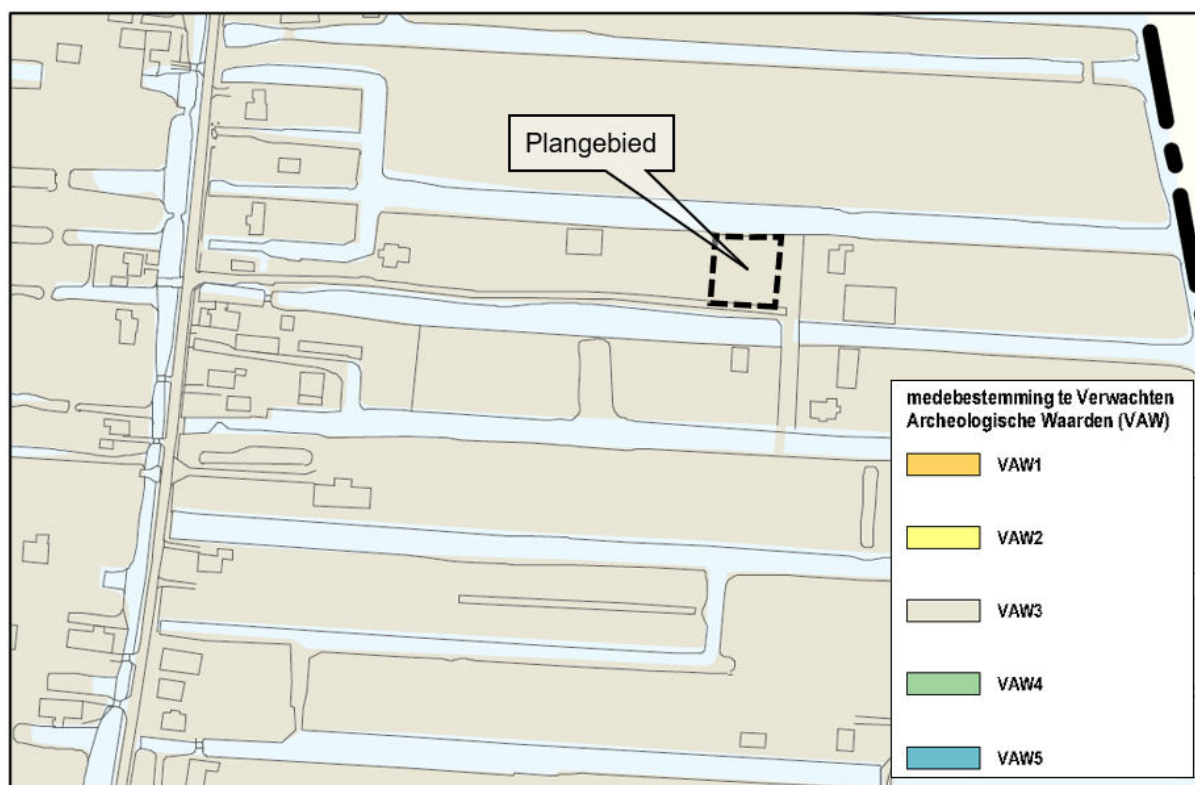 Plangebied
medebestemming te Verwachten
Archeologische Waarden (VAW)
VAW1
VAW2
VAW3
VAW4
VAW5